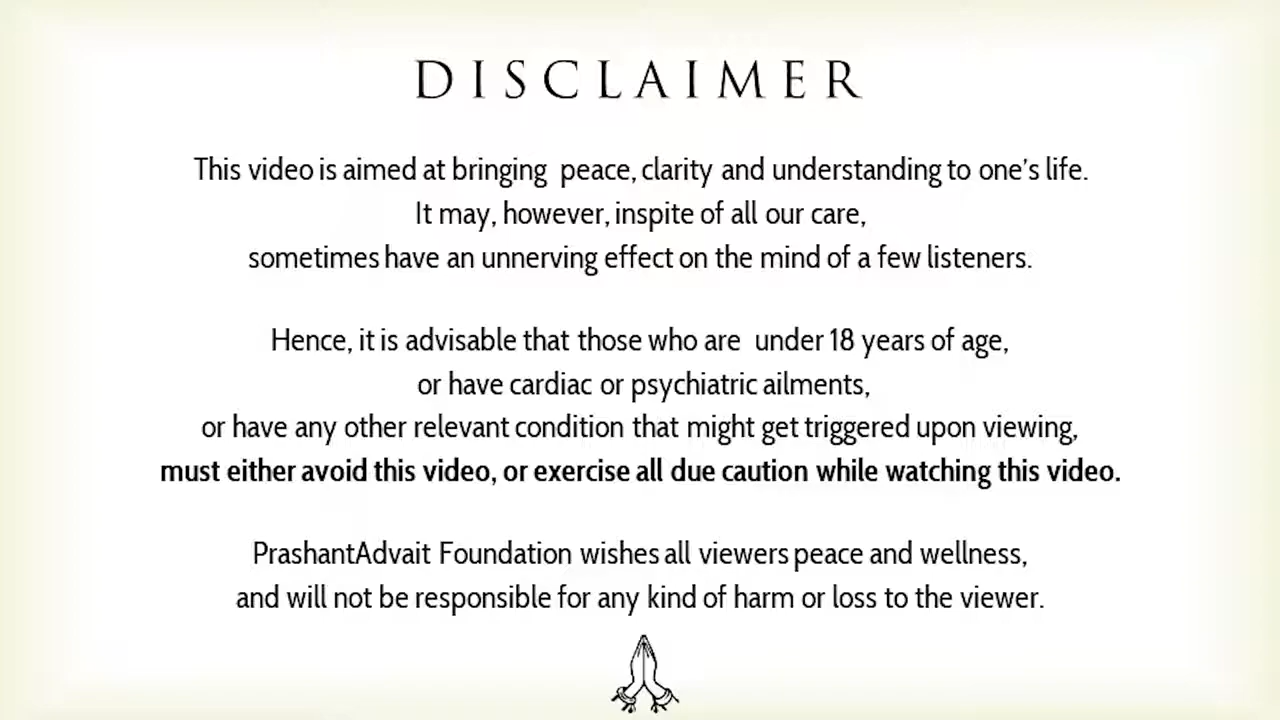 DISCLAIMER
This video is aimed at bringing peace, clarity and understanding to one's life.
It may, however, inspite of all our care,
sometimes have an unnerving effect on the mind of a few listeners.
Hence, it is advisable that those who are under 18 years of age,
or have cardiac or psychiatric ailments,
or have any other relevant condition that might get triggered upon viewing,
must either avoid this video, or exercise all due caution while watching this video.
PrashantAdvait Foundation wishes all viewers peace and wellness,
and will not be responsible for any kind of harm or loss to the viewer.